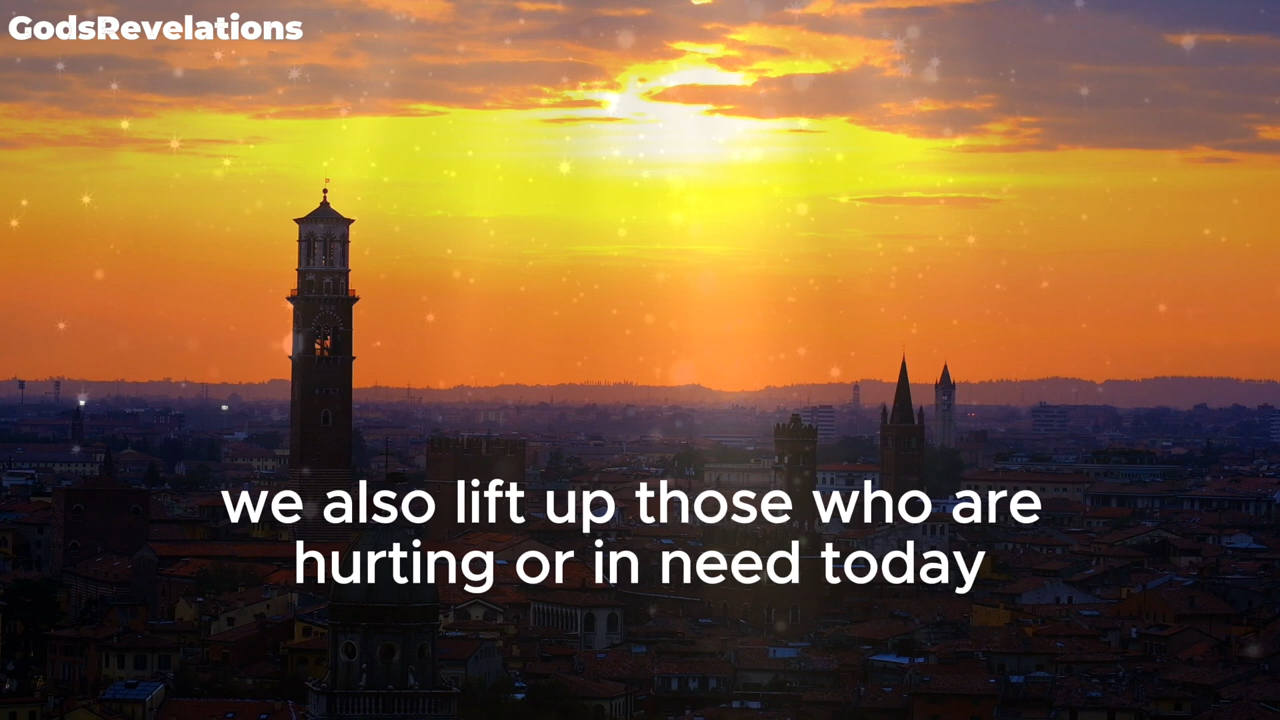 GodsRevelations
we also lift up those who are
hurting or in need today